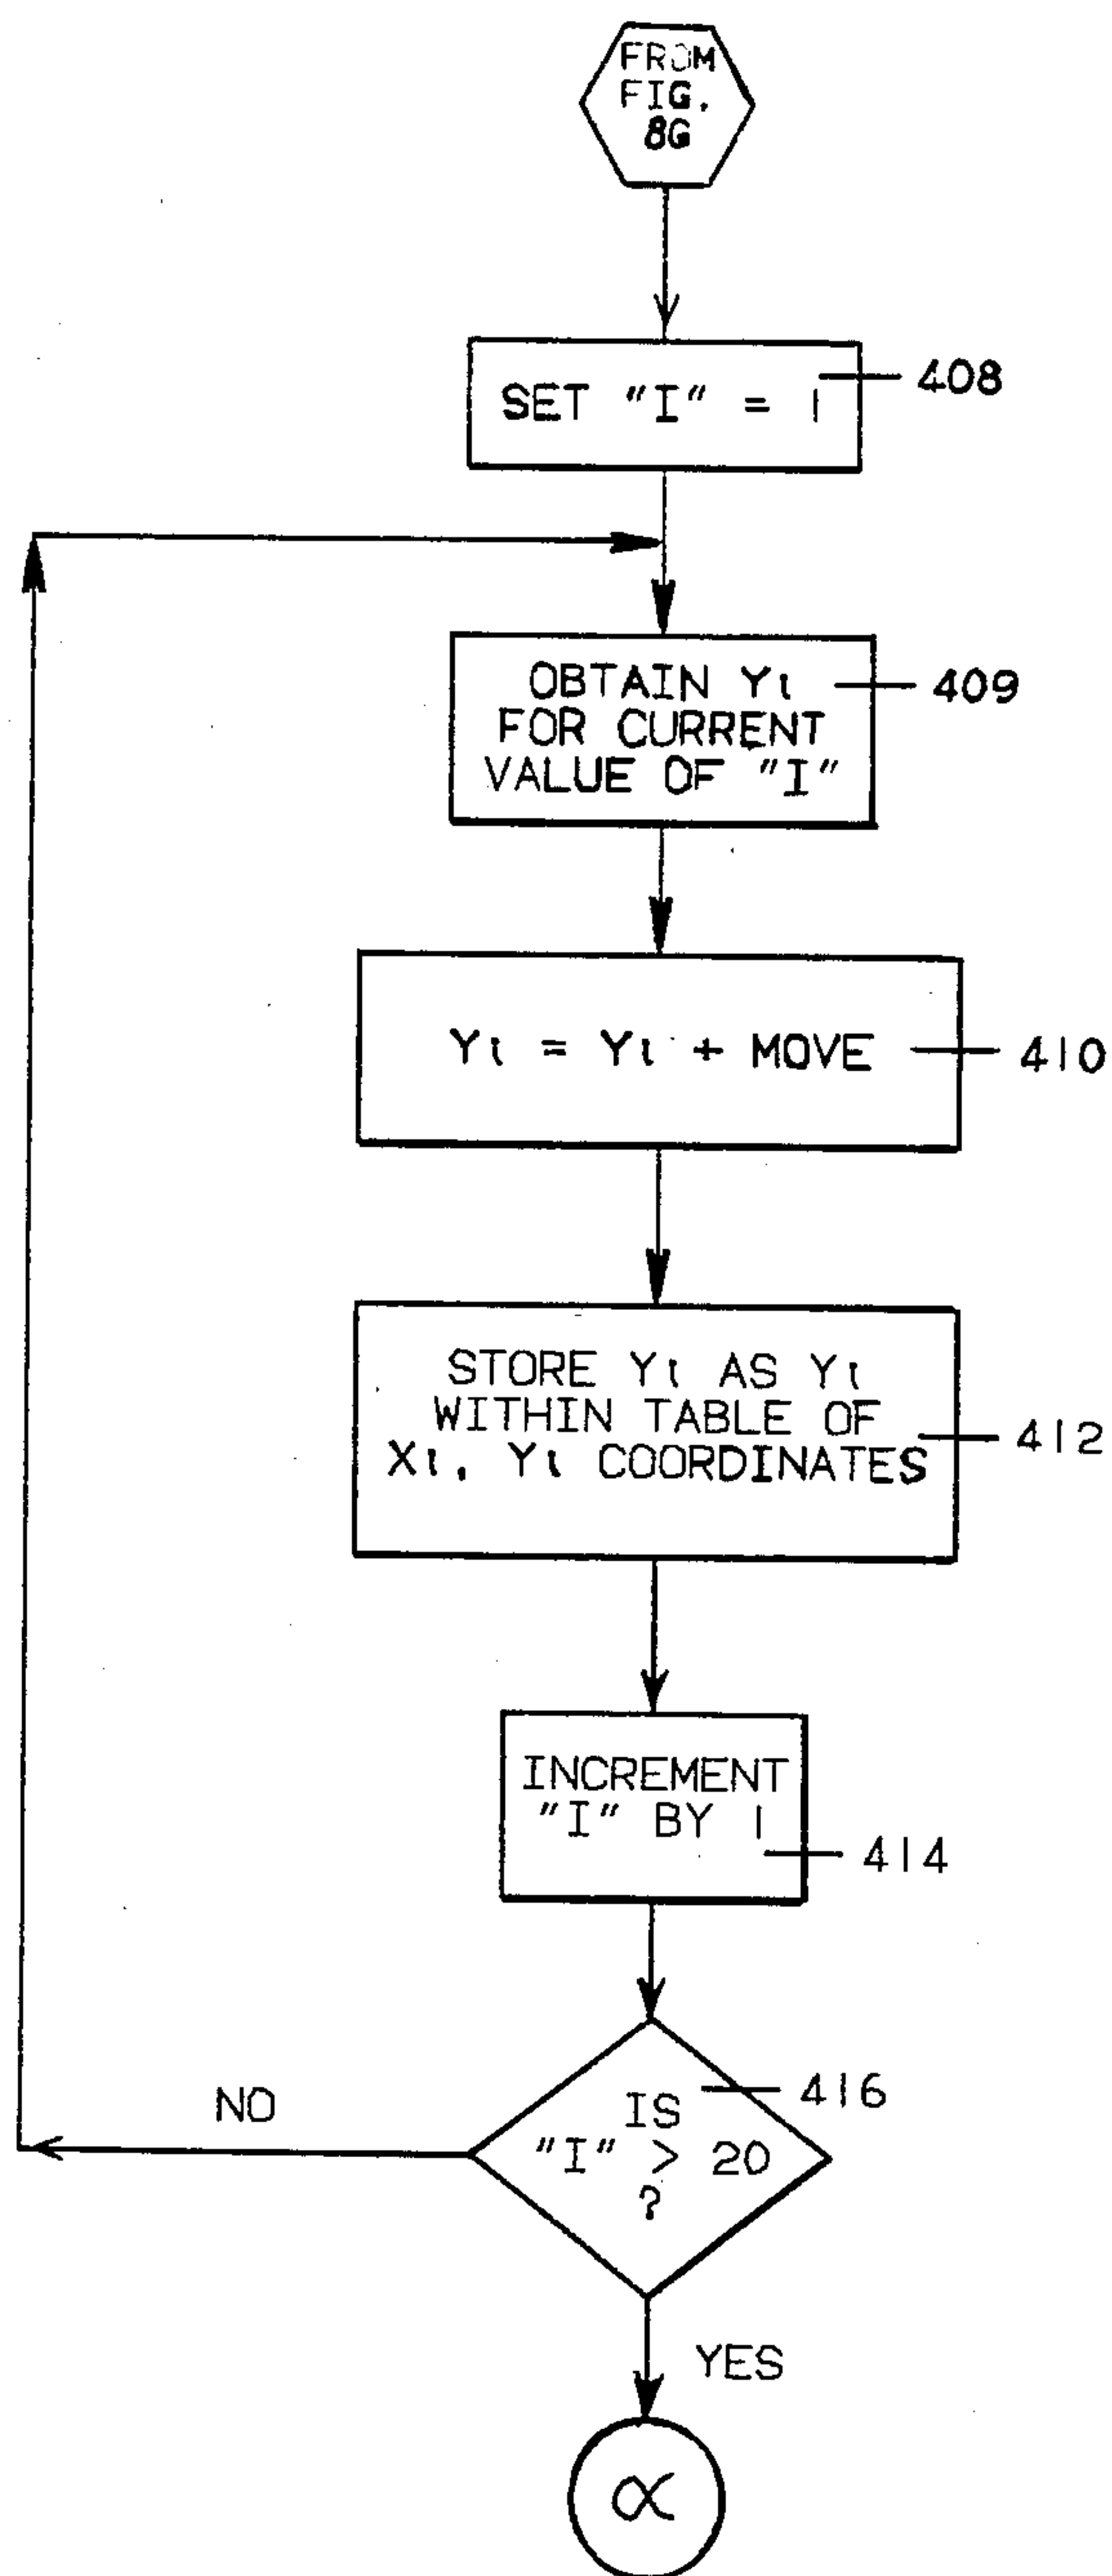 FROM
FIG.
8G
SET "I" = 1
408
OBTAIN Yι
FOR CURRENT
VALUE OF "I"
409
Yι = Yι + MOVE
410
STORE Yι AS Yι
WITHIN TABLE OF
Xι, Yι COORDINATES
412
INCREMENT
"I" BY 1
414
IS
"I" > 20
?
416
NO
YES
∝